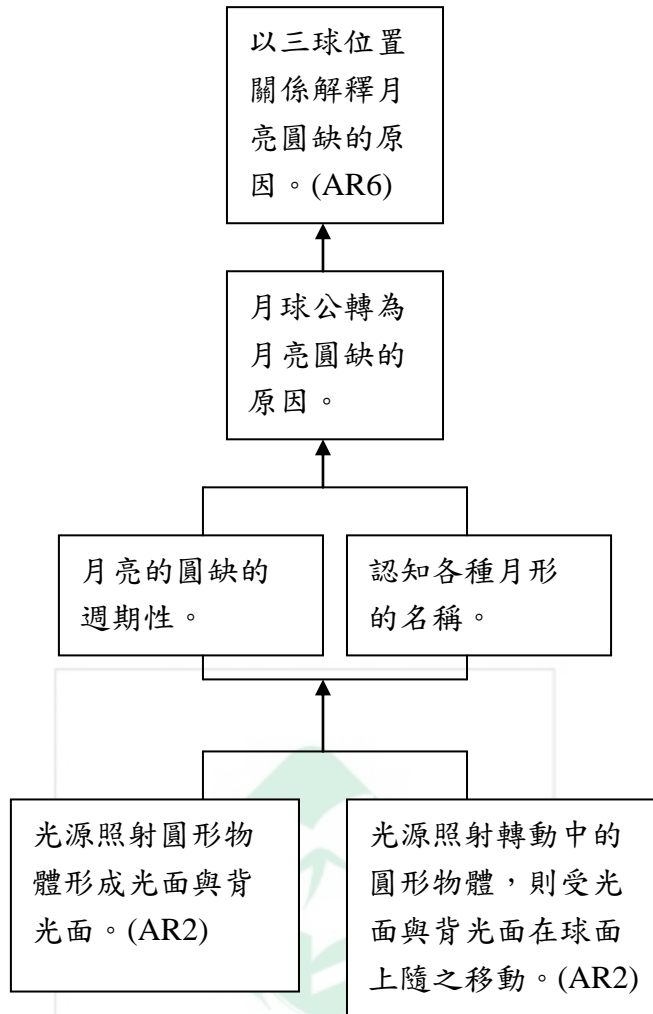 以三球位置
關係解釋月
亮圓缺的原
因。(AR6)
月球公轉為
月亮圓缺的
原因。
月亮的圓缺的
週期性。
認知各種月形
的名稱。
光源照射圓形物
體形成光面與背
光面。(AR2)
光源照射轉動中的
圓形物體，則受光
面與背光面在球面
上隨之移動。(AR2)